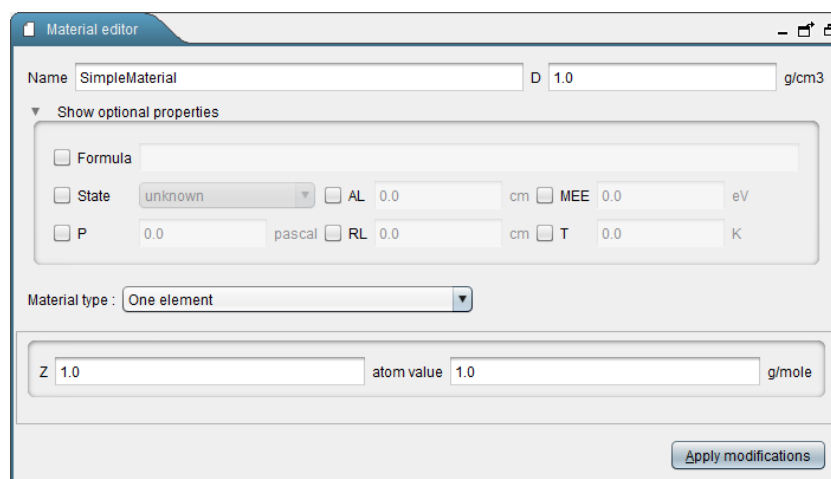 Material editor
Name SimpleMaterial D 1.0 g/cm3
Show optional properties
Formula
State unknown AL 0.0 cm MEE 0.0 eV
P 0.0 pascal RL 0.0 cm T 0.0 K
Material type : One element
Z 1.0 atom value 1.0 g/mole
Apply modifications